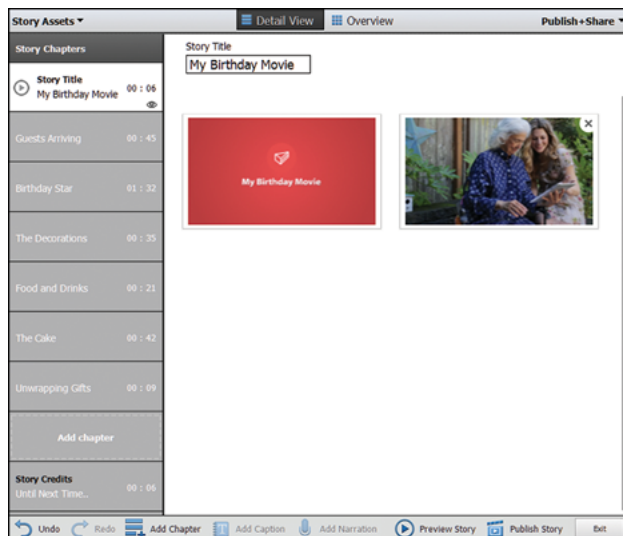 Story Assets
Detail View
Overview
Publish+Share
Story Chapters
Story Title
My Birthday Movie
00 : 06
Guests Arriving
00 : 45
Birthday Star
01 : 32
The Decorations
00 : 35
Food and Drinks
00 : 21
The Cake
00 : 42
Unwrapping Gifts
00 : 09
Add chapter
Story Credits
Until Next Time..
00 : 06
Story Title
My Birthday Movie
My Birthday Movie
Undo
Redo
Add Chapter
Add Caption
Add Narration
Preview Story
Publish Story
Exit